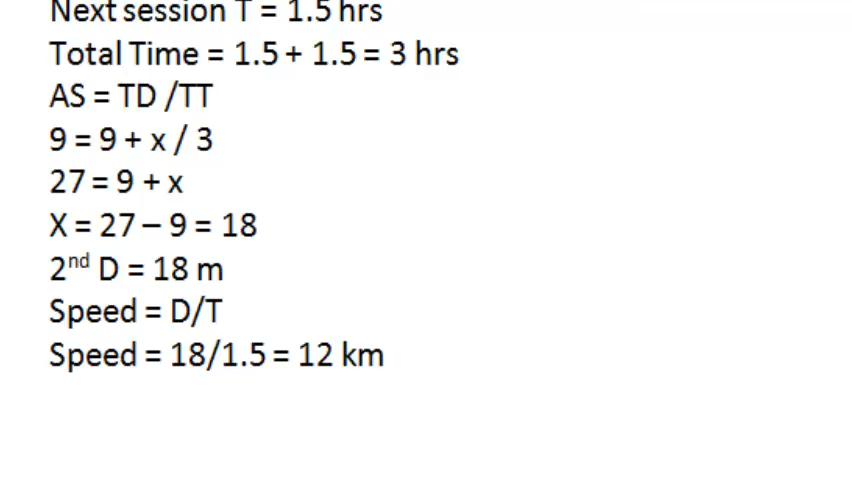 Next session T = 1.5 hrs
Total Time = 1.5 + 1.5 = 3 hrs
AS = TD /TT
9 = 9 + x / 3
27 = 9 + x
X = 27 – 9 = 18
2nd D = 18 m
Speed = D/T
Speed = 18/1.5 = 12 km